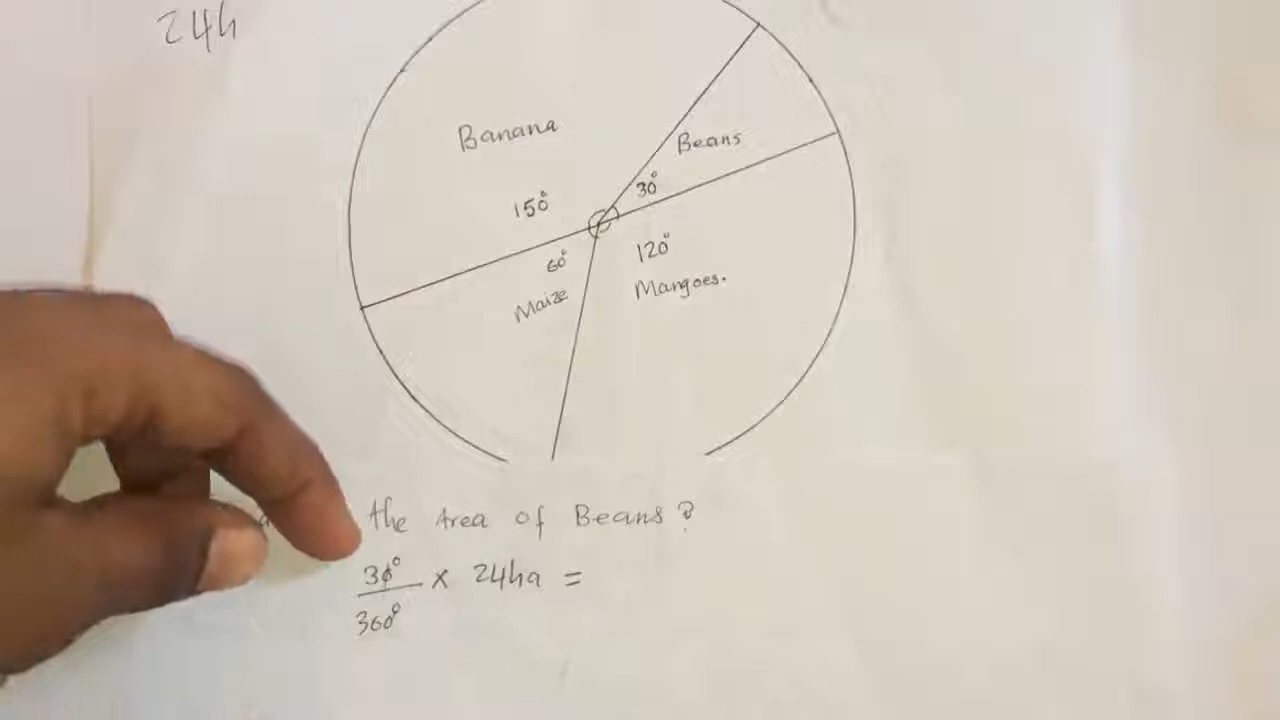 24h
Banana
Beans
30°
150°
120°
60°
Mangoes.
Maize
the Area of Beans?
30°
360°
x 24ha =